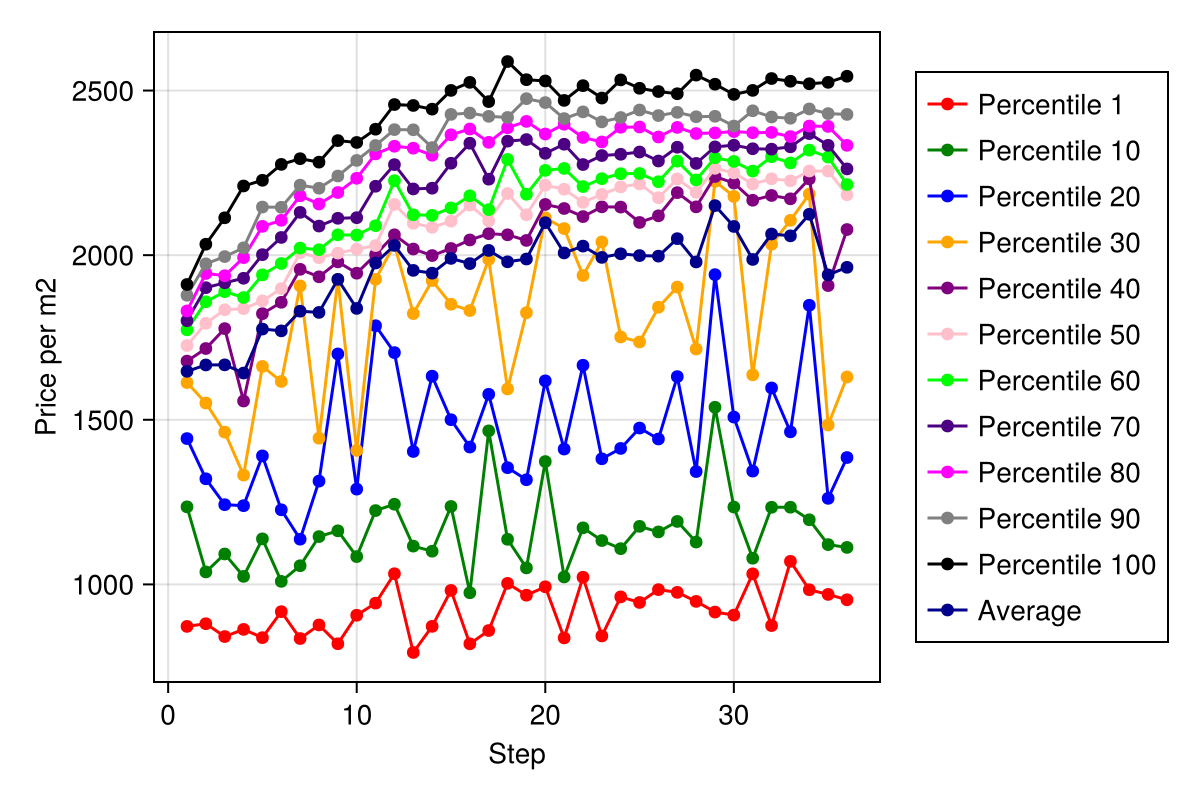 2500
2000
1500
1000
Price per m2
0 10 20 30
Step
Percentile 1
Percentile 10
Percentile 20
Percentile 30
Percentile 40
Percentile 50
Percentile 60
Percentile 70
Percentile 80
Percentile 90
Percentile 100
Average